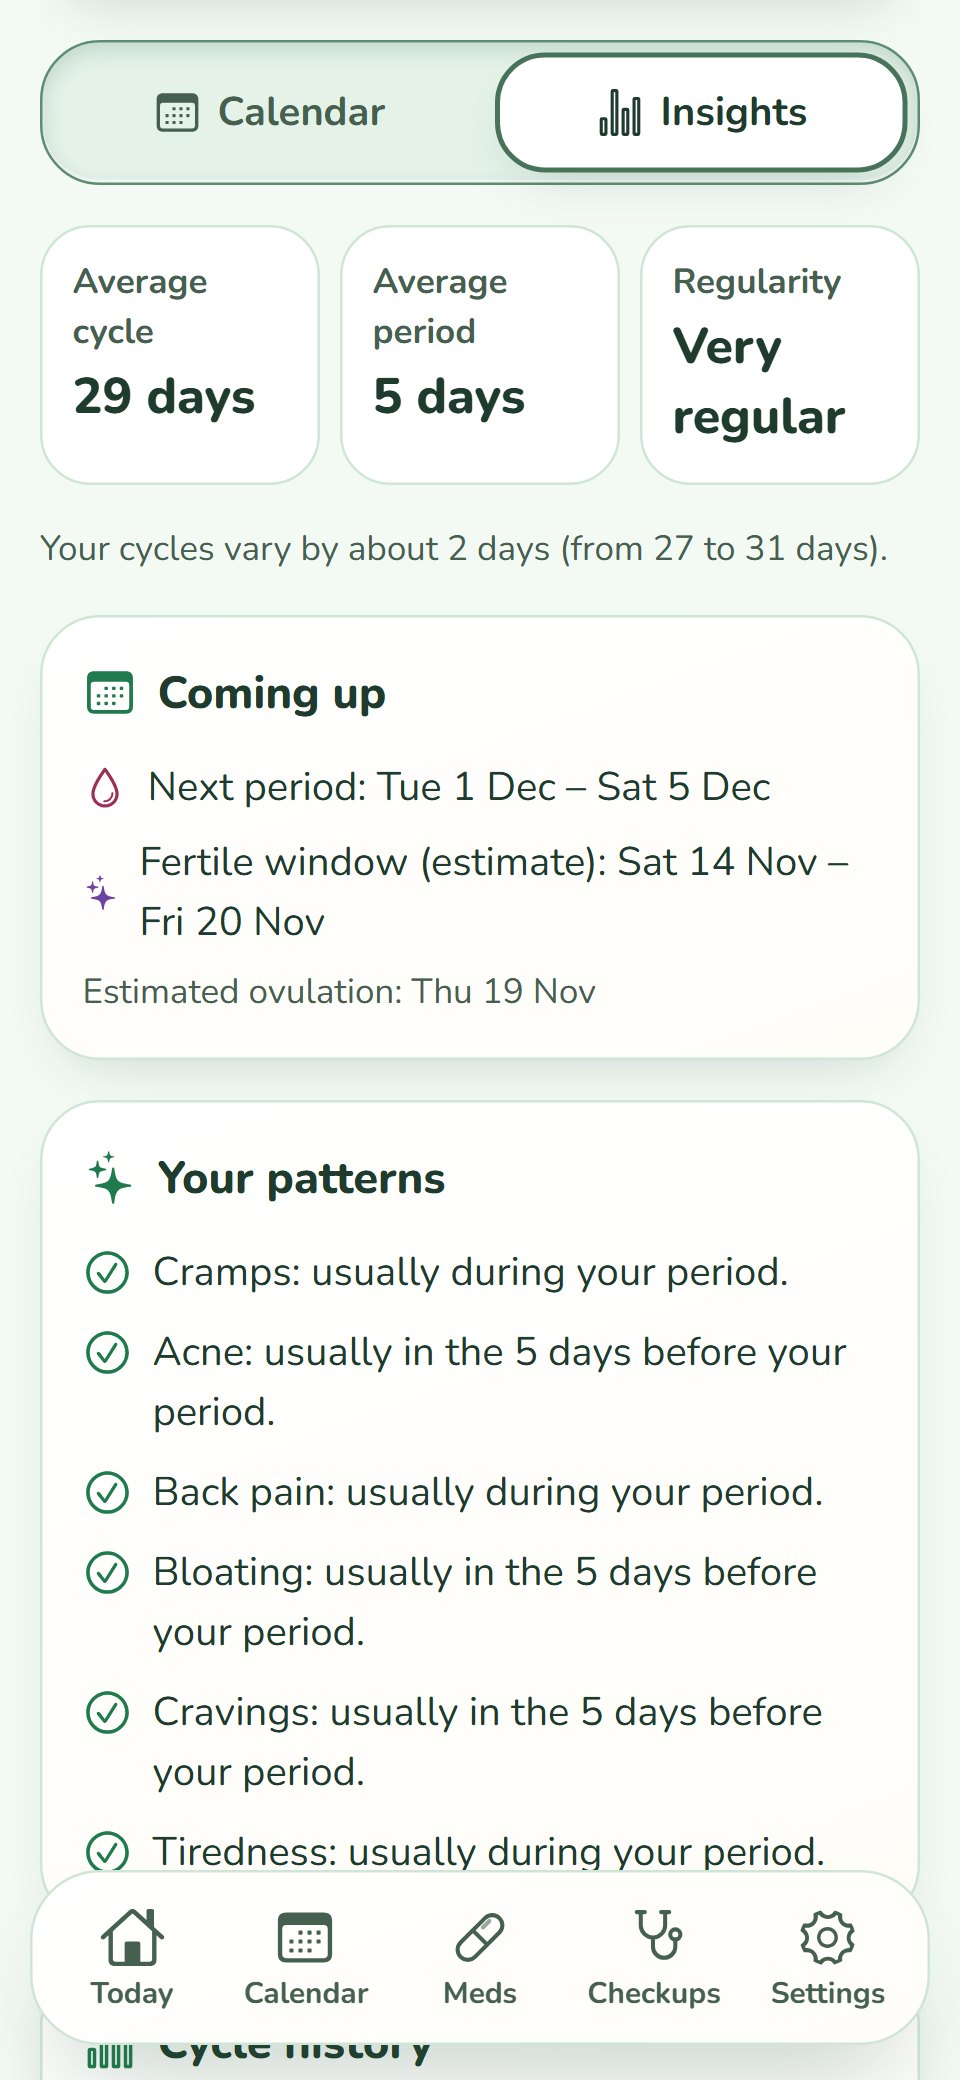 Calendar
Insights
Average
cycle
29 days
Average
period
5 days
Regularity
Very
regular
Your cycles vary by about 2 days (from 27 to 31 days).
Coming up
Next period: Tue 1 Dec – Sat 5 Dec
Fertile window (estimate): Sat 14 Nov –
Fri 20 Nov
Estimated ovulation: Thu 19 Nov
Your patterns
Cramps: usually during your period.
Acne: usually in the 5 days before your
period.
Back pain: usually during your period.
Bloating: usually in the 5 days before
your period.
Cravings: usually in the 5 days before
your period.
Tiredness: usually during your period.
Today
Calendar
Meds
Checkups
Settings
Cycle history